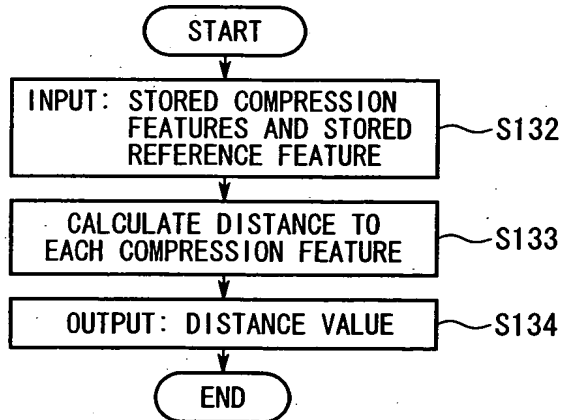 START
INPUT: STORED COMPRESSION
FEATURES AND STORED
REFERENCE FEATURE
S132
CALCULATE DISTANCE TO
EACH COMPRESSION FEATURE
S133
OUTPUT: DISTANCE VALUE
S134
END